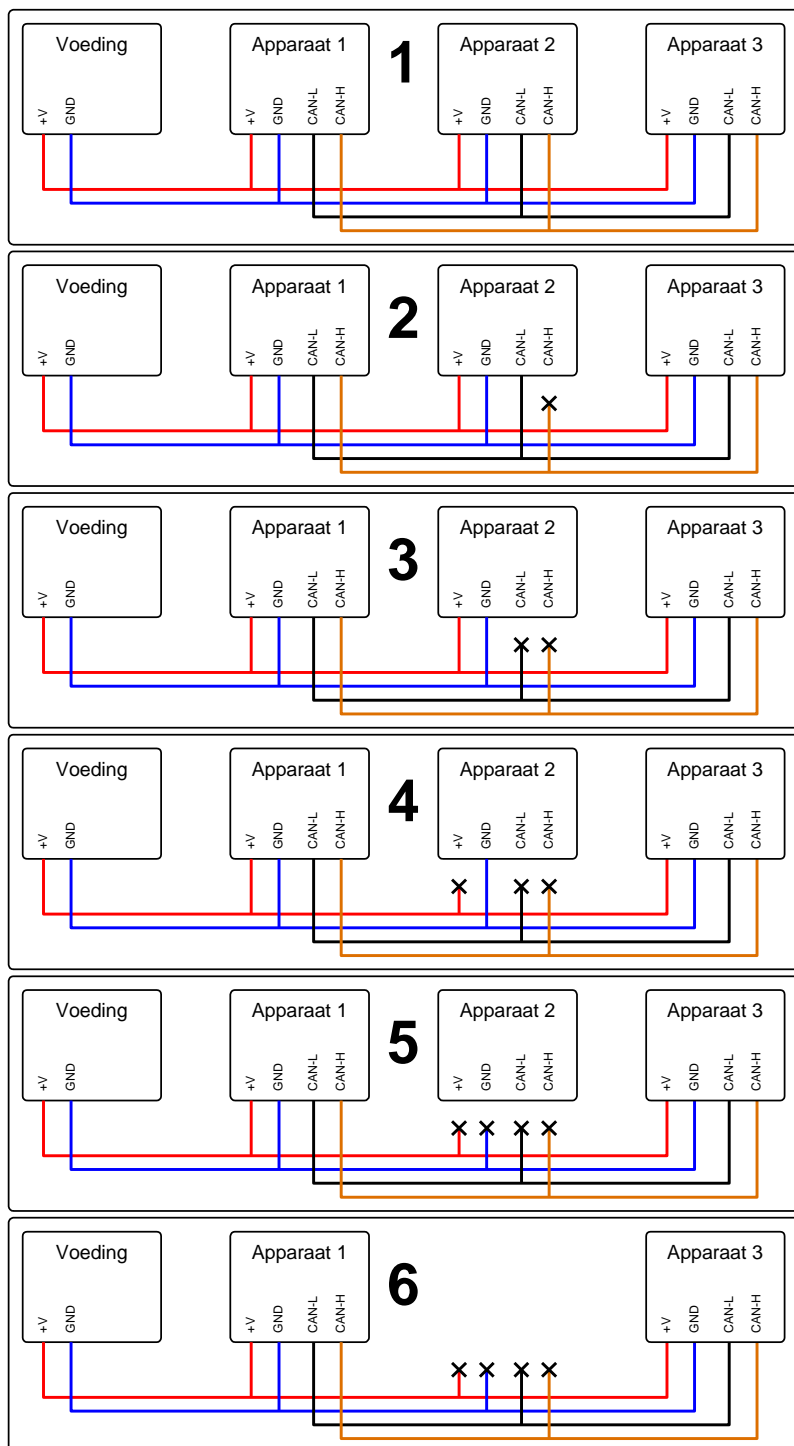 Voeding Apparaat 1 1 Apparaat 2 Apparaat 3
+V GND +V GND CAN-L CAN-H +V GND CAN-L CAN-H +V GND CAN-L CAN-H
Voeding Apparaat 1 2 Apparaat 2 Apparaat 3
+V GND +V GND CAN-L CAN-H +V GND CAN-L CAN-H +V GND CAN-L CAN-H
Voeding Apparaat 1 3 Apparaat 2 Apparaat 3
+V GND +V GND CAN-L CAN-H +V GND CAN-L CAN-H +V GND CAN-L CAN-H
Voeding Apparaat 1 4 Apparaat 2 Apparaat 3
+V GND +V GND CAN-L CAN-H +V GND CAN-L CAN-H +V GND CAN-L CAN-H
Voeding Apparaat 1 5 Apparaat 2 Apparaat 3
+V GND +V GND CAN-L CAN-H +V GND CAN-L CAN-H +V GND CAN-L CAN-H
Voeding Apparaat 1 6 Apparaat 3
+V GND +V GND CAN-L CAN-H +V GND CAN-L CAN-H